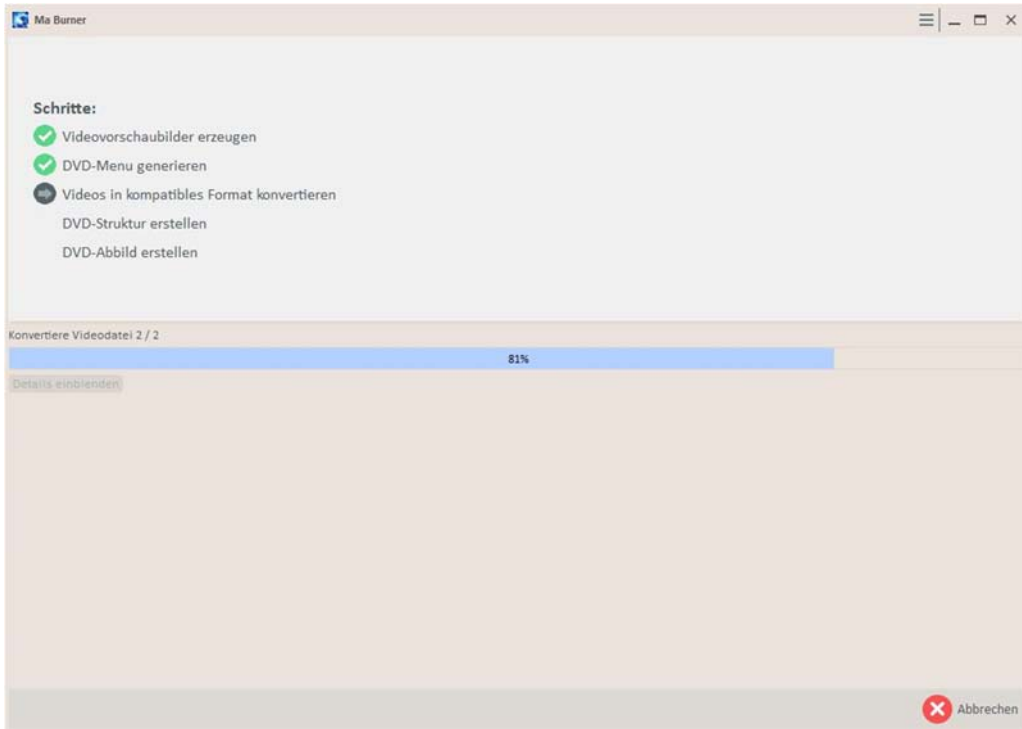 Ma Burner
Schritte:
Videovorschaubilder erzeugen
DVD-Menu generieren
Videos in kompatibles Format konvertieren
DVD-Struktur erstellen
DVD-Abbild erstellen
Konvertiere Videodatei 2 / 2
81%
Details einblenden
Abbrechen